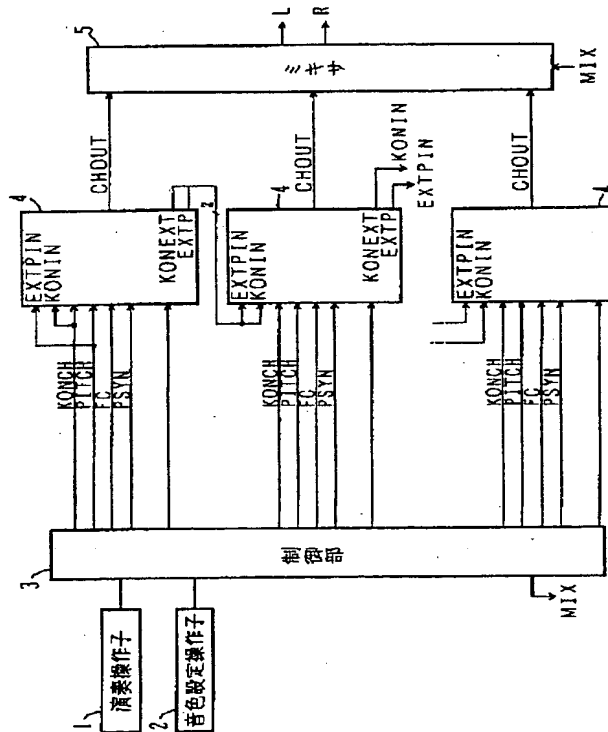 1
演奏操作子
2
音色設定操作子
3
制御部
MIX
KONCH
PITCH
FC
PSYN
EXTPIN
KONIN
4
KONEXT
EXTP
CHOUT
2
KONCH
PITCH
FC
PSYN
EXTPIN
KONIN
4
KONEXT
EXTP
CHOUT
KONIN
EXTPIN
KONCH
PITCH
FC
PSYN
EXTPIN
KONIN
4
CHOUT
5
ミキサ
L
R
MIX